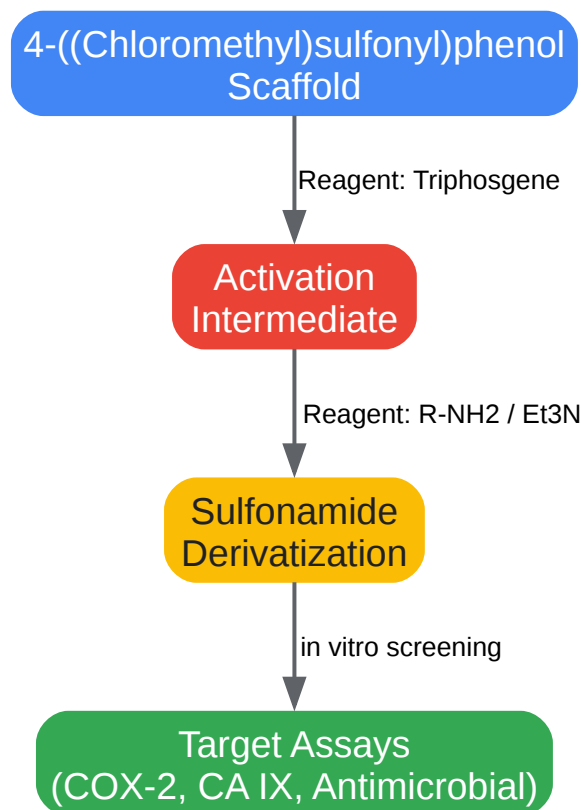 4-((Chloromethyl)sulfonyl)phenol
Scaffold
Reagent: Triphosgene
Activation
Intermediate
Reagent: R-NH2 / Et3N
Sulfonamide
Derivatization
in vitro screening
Target Assays
(COX-2, CA IX, Antimicrobial)